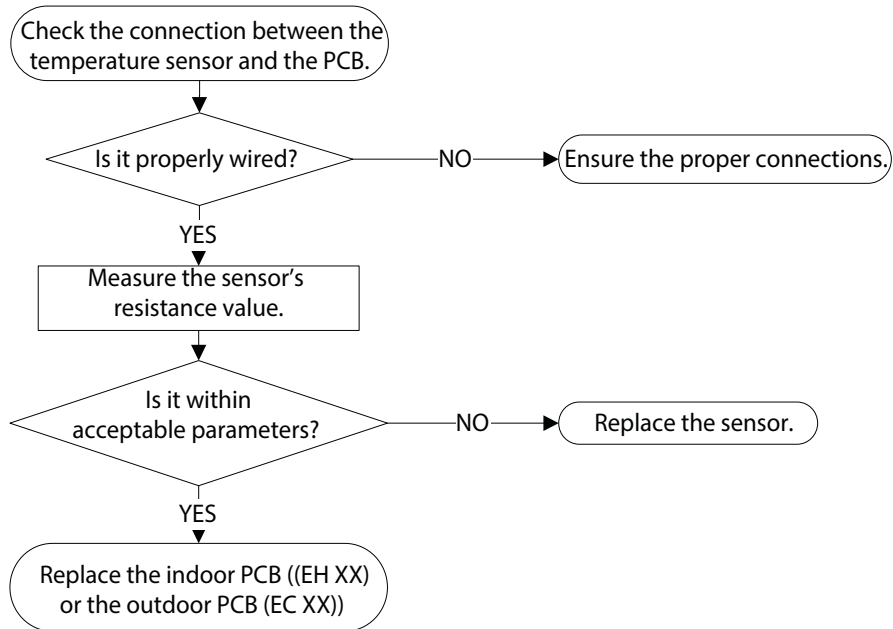 Check the connection between the
temperature sensor and the PCB.
Is it properly wired?
NO
Ensure the proper connections.
YES
Measure the sensor’s
resistance value.
Is it within
acceptable parameters?
NO
Replace the sensor.
YES
Replace the indoor PCB ((EH XX)
or the outdoor PCB (EC XX))